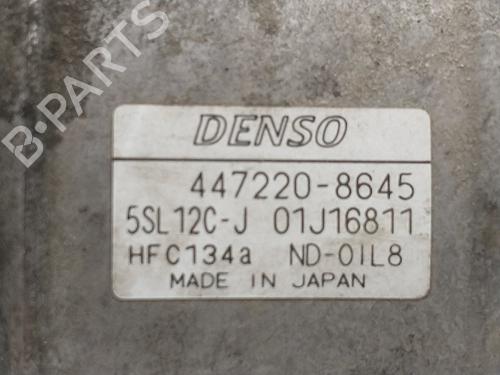 B-PARTS
DENSO
447220-8645
5SL12C-J 01J16811
HFC134a ND-OIL8
MADE IN JAPAN